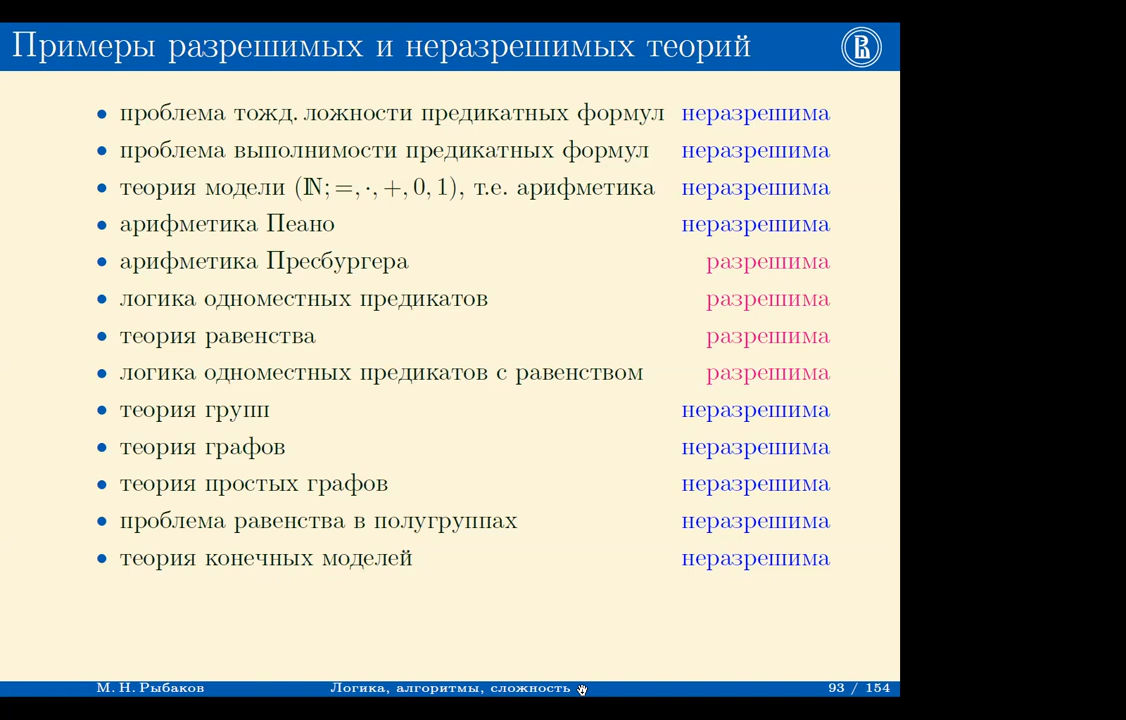 Примеры разрешимых и неразрешимых теорий
• проблема тожд. ложности предикатных формул неразрешима
• проблема выполнимости предикатных формул неразрешима
• теория модели (ℕ; =, ·, +, 0, 1), т.е. арифметика неразрешима
• арифметика Пеано неразрешима
• арифметика Пресбургера разрешима
• логика одноместных предикатов разрешима
• теория равенства разрешима
• логика одноместных предикатов с равенством разрешима
• теория групп неразрешима
• теория графов неразрешима
• теория простых графов неразрешима
• проблема равенства в полугруппах неразрешима
• теория конечных моделей неразрешима
М. Н. Рыбаков Логика, алгоритмы, сложность 93 / 154